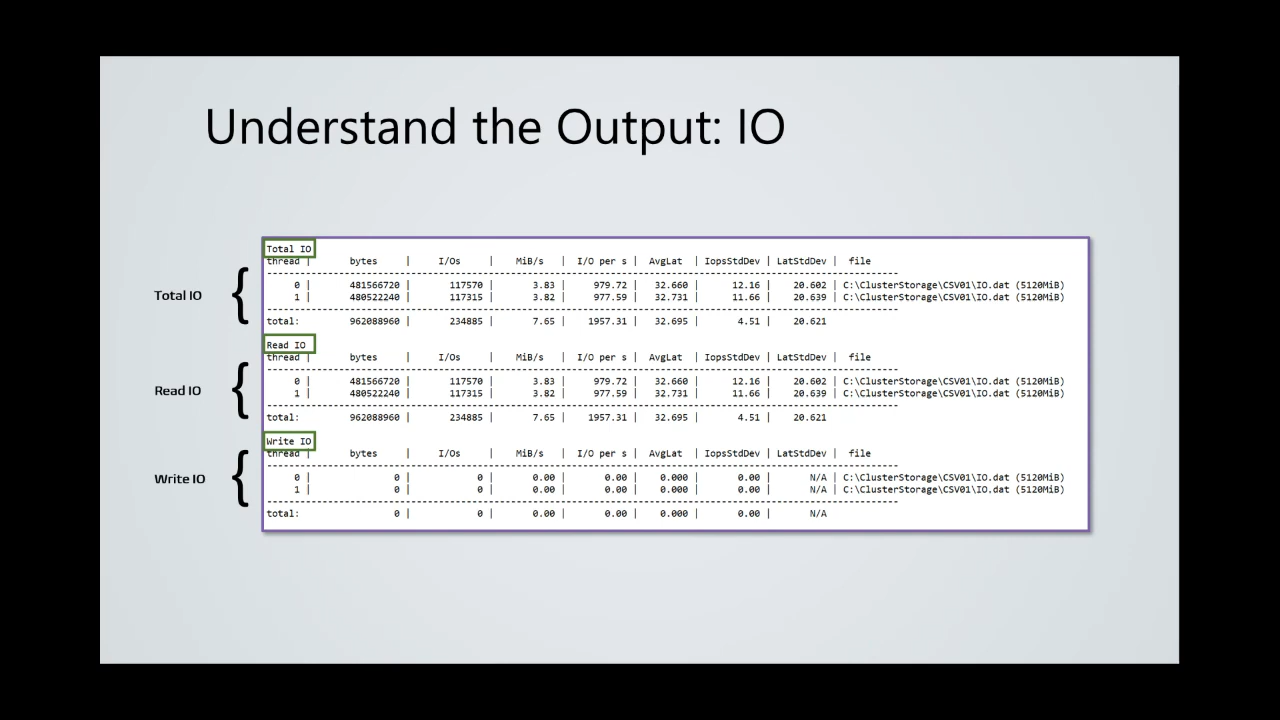 Understand the Output: IO
Total IO
thread | bytes | I/Os | MiB/s | I/O per s | AvgLat | IopsStdDev | LatStdDev | file
-----------------------------------------------------------------------------------------------------
0 | 481566720 | 117570 | 3.83 | 979.72 | 32.660 | 12.16 | 20.602 | C:\ClusterStorage\CSV01\IO.dat (5120MiB)
Total IO
1 | 480522240 | 117315 | 3.82 | 977.59 | 32.731 | 11.66 | 20.639 | C:\ClusterStorage\CSV01\IO.dat (5120MiB)
-----------------------------------------------------------------------------------------------------
total: 962088960 | 234885 | 7.65 | 1957.31 | 32.695 | 4.51 | 20.621
Read IO
thread | bytes | I/Os | MiB/s | I/O per s | AvgLat | IopsStdDev | LatStdDev | file
-----------------------------------------------------------------------------------------------------
0 | 481566720 | 117570 | 3.83 | 979.72 | 32.660 | 12.16 | 20.602 | C:\ClusterStorage\CSV01\IO.dat (5120MiB)
Read IO
1 | 480522240 | 117315 | 3.82 | 977.59 | 32.731 | 11.66 | 20.639 | C:\ClusterStorage\CSV01\IO.dat (5120MiB)
-----------------------------------------------------------------------------------------------------
total: 962088960 | 234885 | 7.65 | 1957.31 | 32.695 | 4.51 | 20.621
Write IO
thread | bytes | I/Os | MiB/s | I/O per s | AvgLat | IopsStdDev | LatStdDev | file
-----------------------------------------------------------------------------------------------------
0 | 0 | 0 | 0.00 | 0.00 | 0.000 | 0.00 | N/A | C:\ClusterStorage\CSV01\IO.dat (5120MiB)
Write IO
1 | 0 | 0 | 0.00 | 0.00 | 0.000 | 0.00 | N/A | C:\ClusterStorage\CSV01\IO.dat (5120MiB)
-----------------------------------------------------------------------------------------------------
total: 0 | 0 | 0.00 | 0.00 | 0.000 | 0.00 | N/A